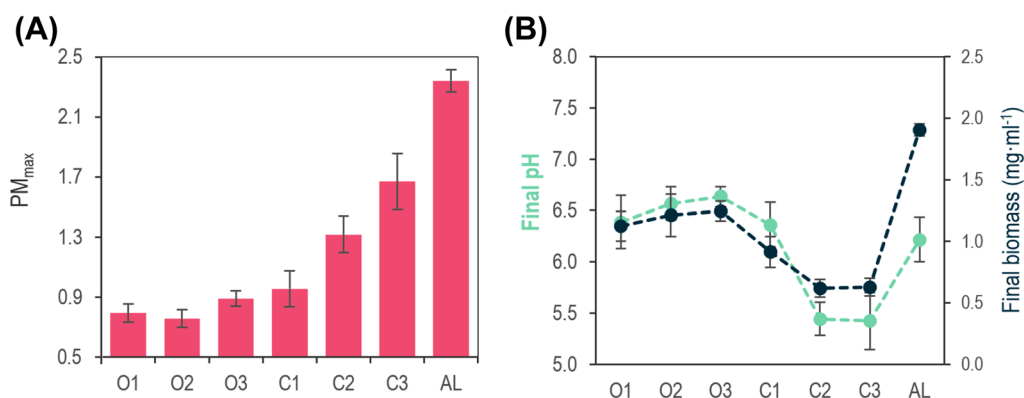 (A)
2.5
2.1
1.7
1.3
0.9
0.5
PMmax
O1 O2 O3 C1 C2 C3 AL
(B)
8.0
7.5
7.0
6.5
6.0
5.5
5.0
Final pH
2.5
2.0
1.5
1.0
0.5
0.0
Final biomass (mg·ml-1)
O1 O2 O3 C1 C2 C3 AL